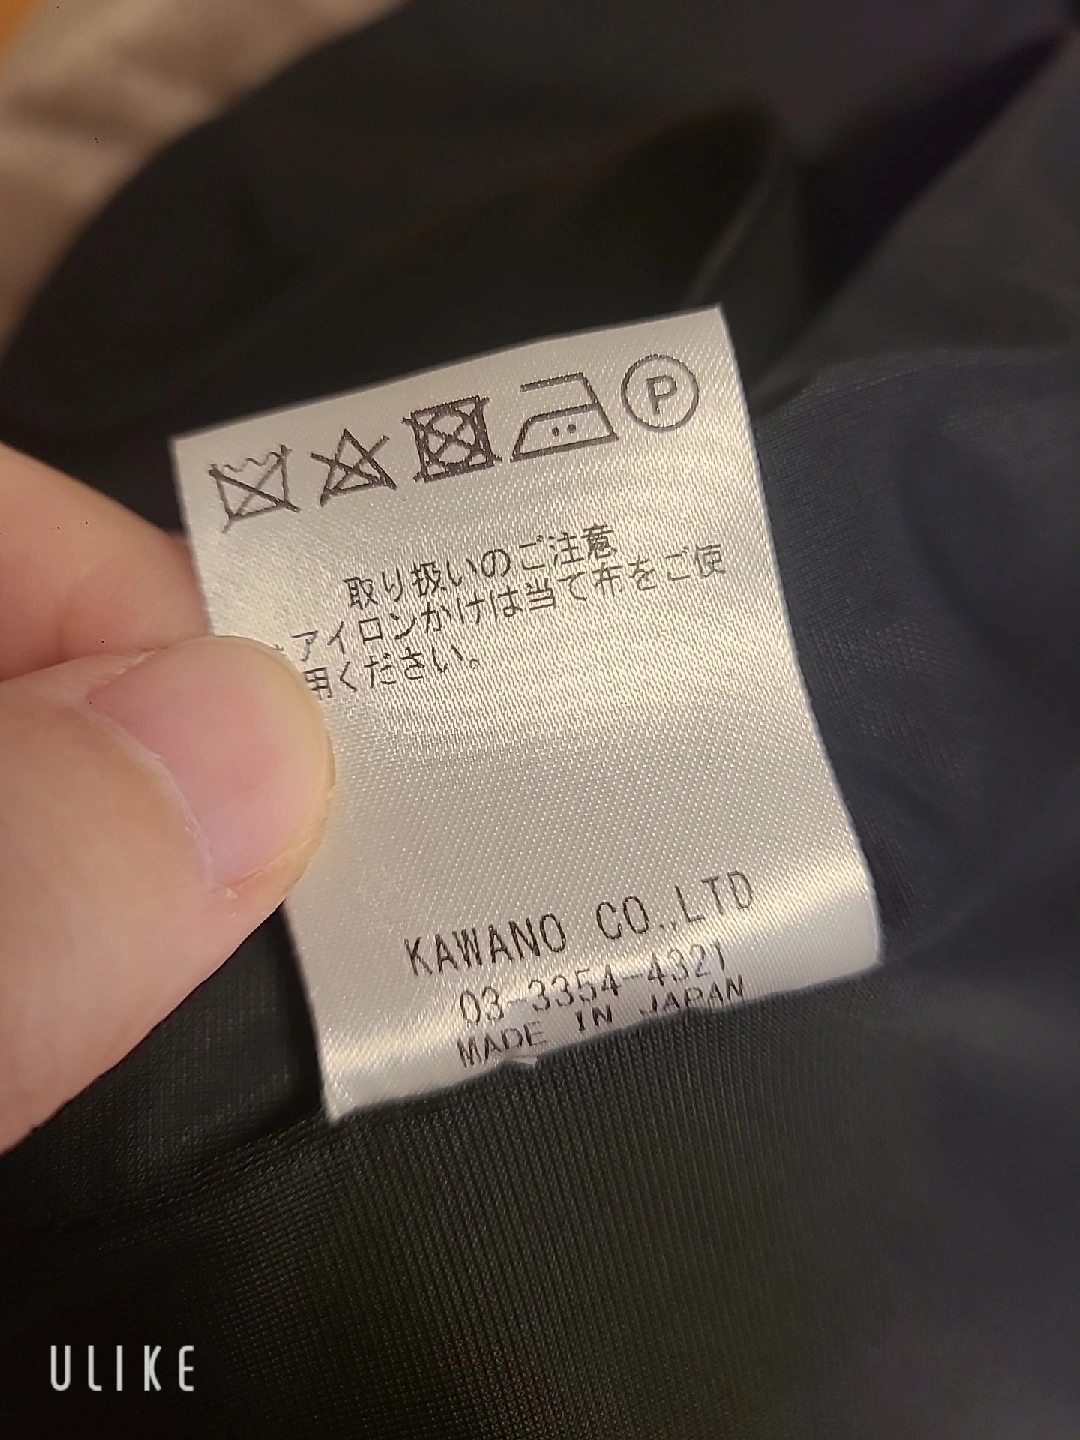 P
取り扱いのご注意
・アイロンかけは当て布をご使
用ください。
KAWANO CO.,LTD
03-3354-4321
MADE IN JAPAN
ULIKE